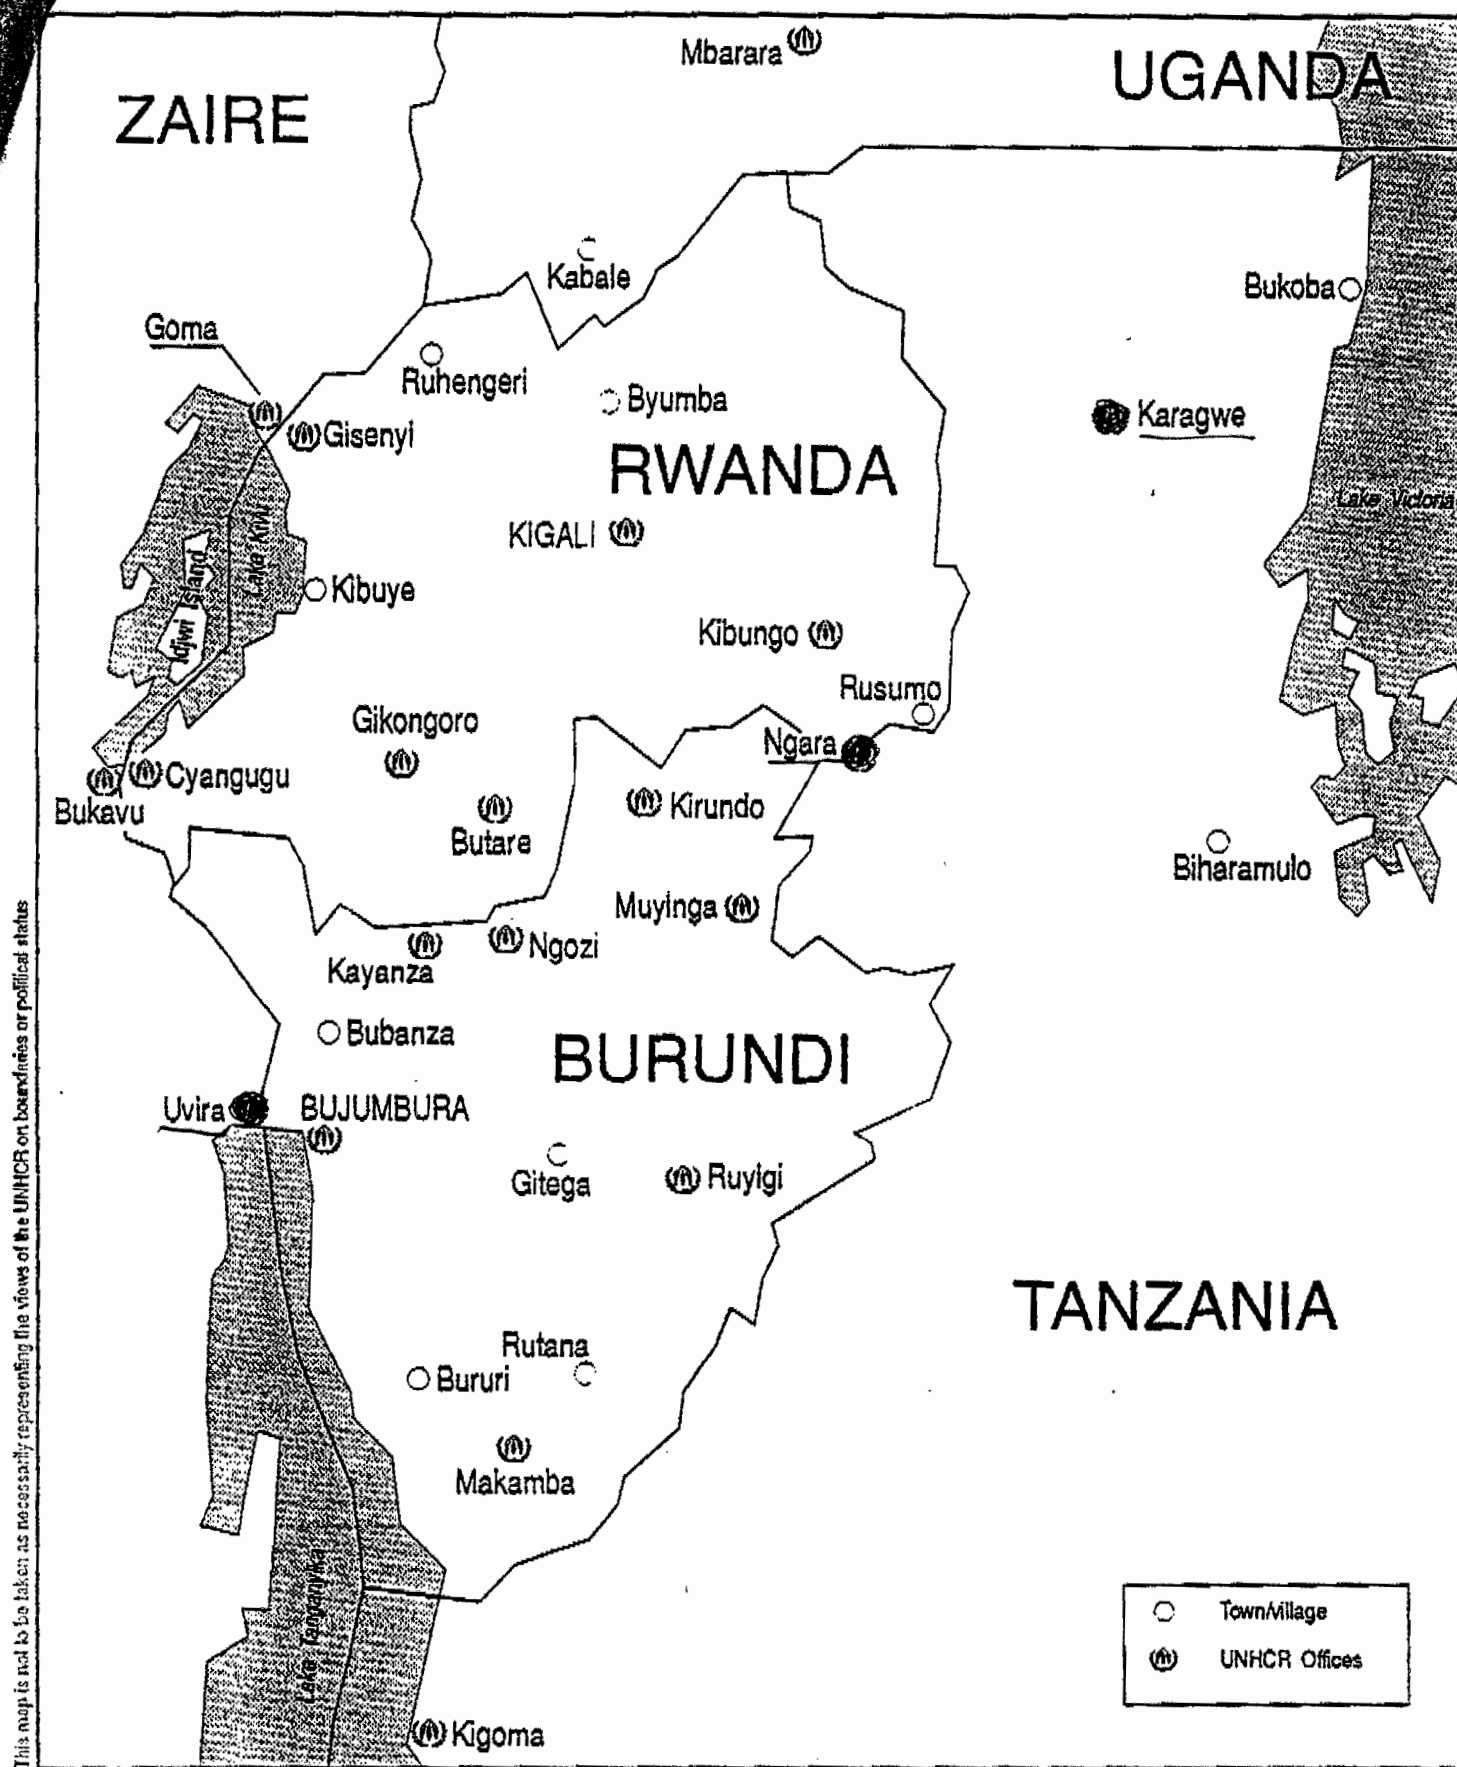 Mbarara
UGANDA
ZAIRE
Kabale
Bukoba
Goma
Ruhengeri
Byumba
Karagwe
Gisenyi
RWANDA
Lake Victoria
KIGALI
Lake Kivu
Idjwi Island
Kibuye
Kibungo
Rusumo
Gikongoro
Ngara
Cyangugu
Bukavu
Kirundo
Butare
Biharamulo
Muyinga
Ngozi
Kayanza
Bubanza
BURUNDI
Uvira
BUJUMBURA
Gitega
Ruyigi
TANZANIA
Rutana
Bururi
Makamba
Lake Tanganyika
Town/village
UNHCR Offices
Kigoma
This map is not to be taken as necessarily representing the views of the UNHCR on boundaries or political status